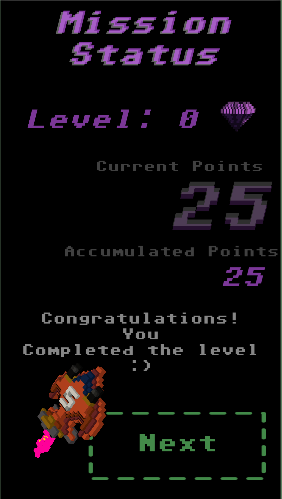 Mission
Status
Level: 0
Current Points
25
Accumulated Points
25
Congratulations!
You
Completed the level
:)
Next